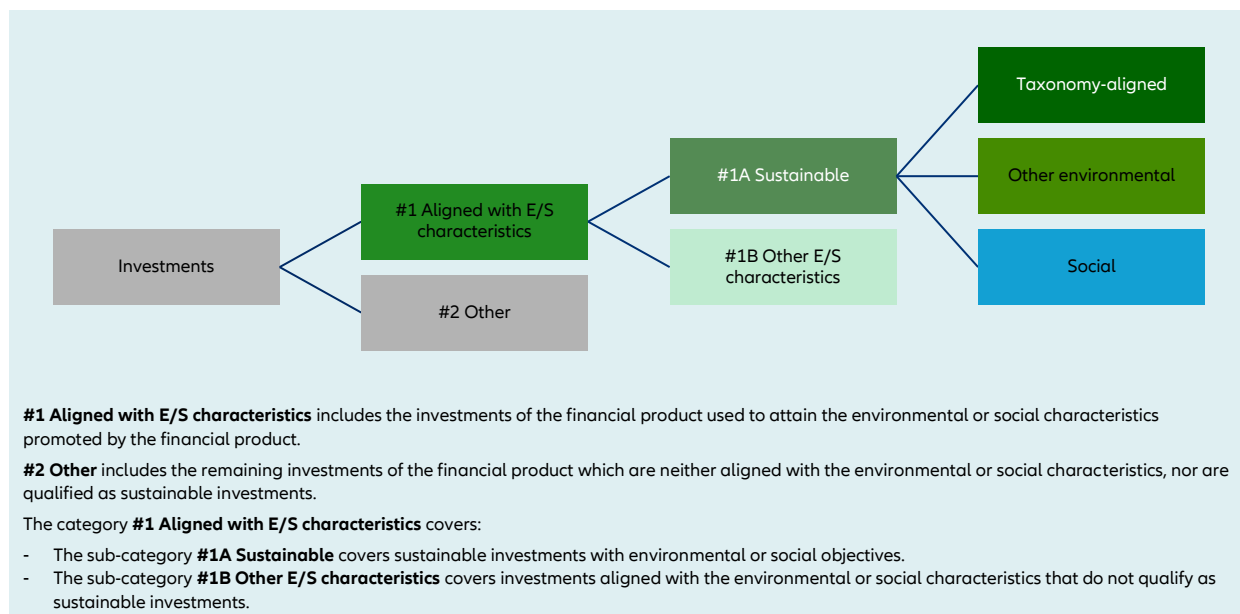 Taxonomy-aligned
#1A Sustainable
Other environmental
#1 Aligned with E/S
characteristics
#1B Other E/S
characteristics
Investments
Social
#2 Other
#1 Aligned with E/S characteristics includes the investments of the financial product used to attain the environmental or social characteristics
promoted by the financial product.
#2 Other includes the remaining investments of the financial product which are neither aligned with the environmental or social characteristics, nor are
qualified as sustainable investments.
The category #1 Aligned with E/S characteristics covers:
- The sub-category #1A Sustainable covers sustainable investments with environmental or social objectives.
- The sub-category #1B Other E/S characteristics covers investments aligned with the environmental or social characteristics that do not qualify as
sustainable investments.